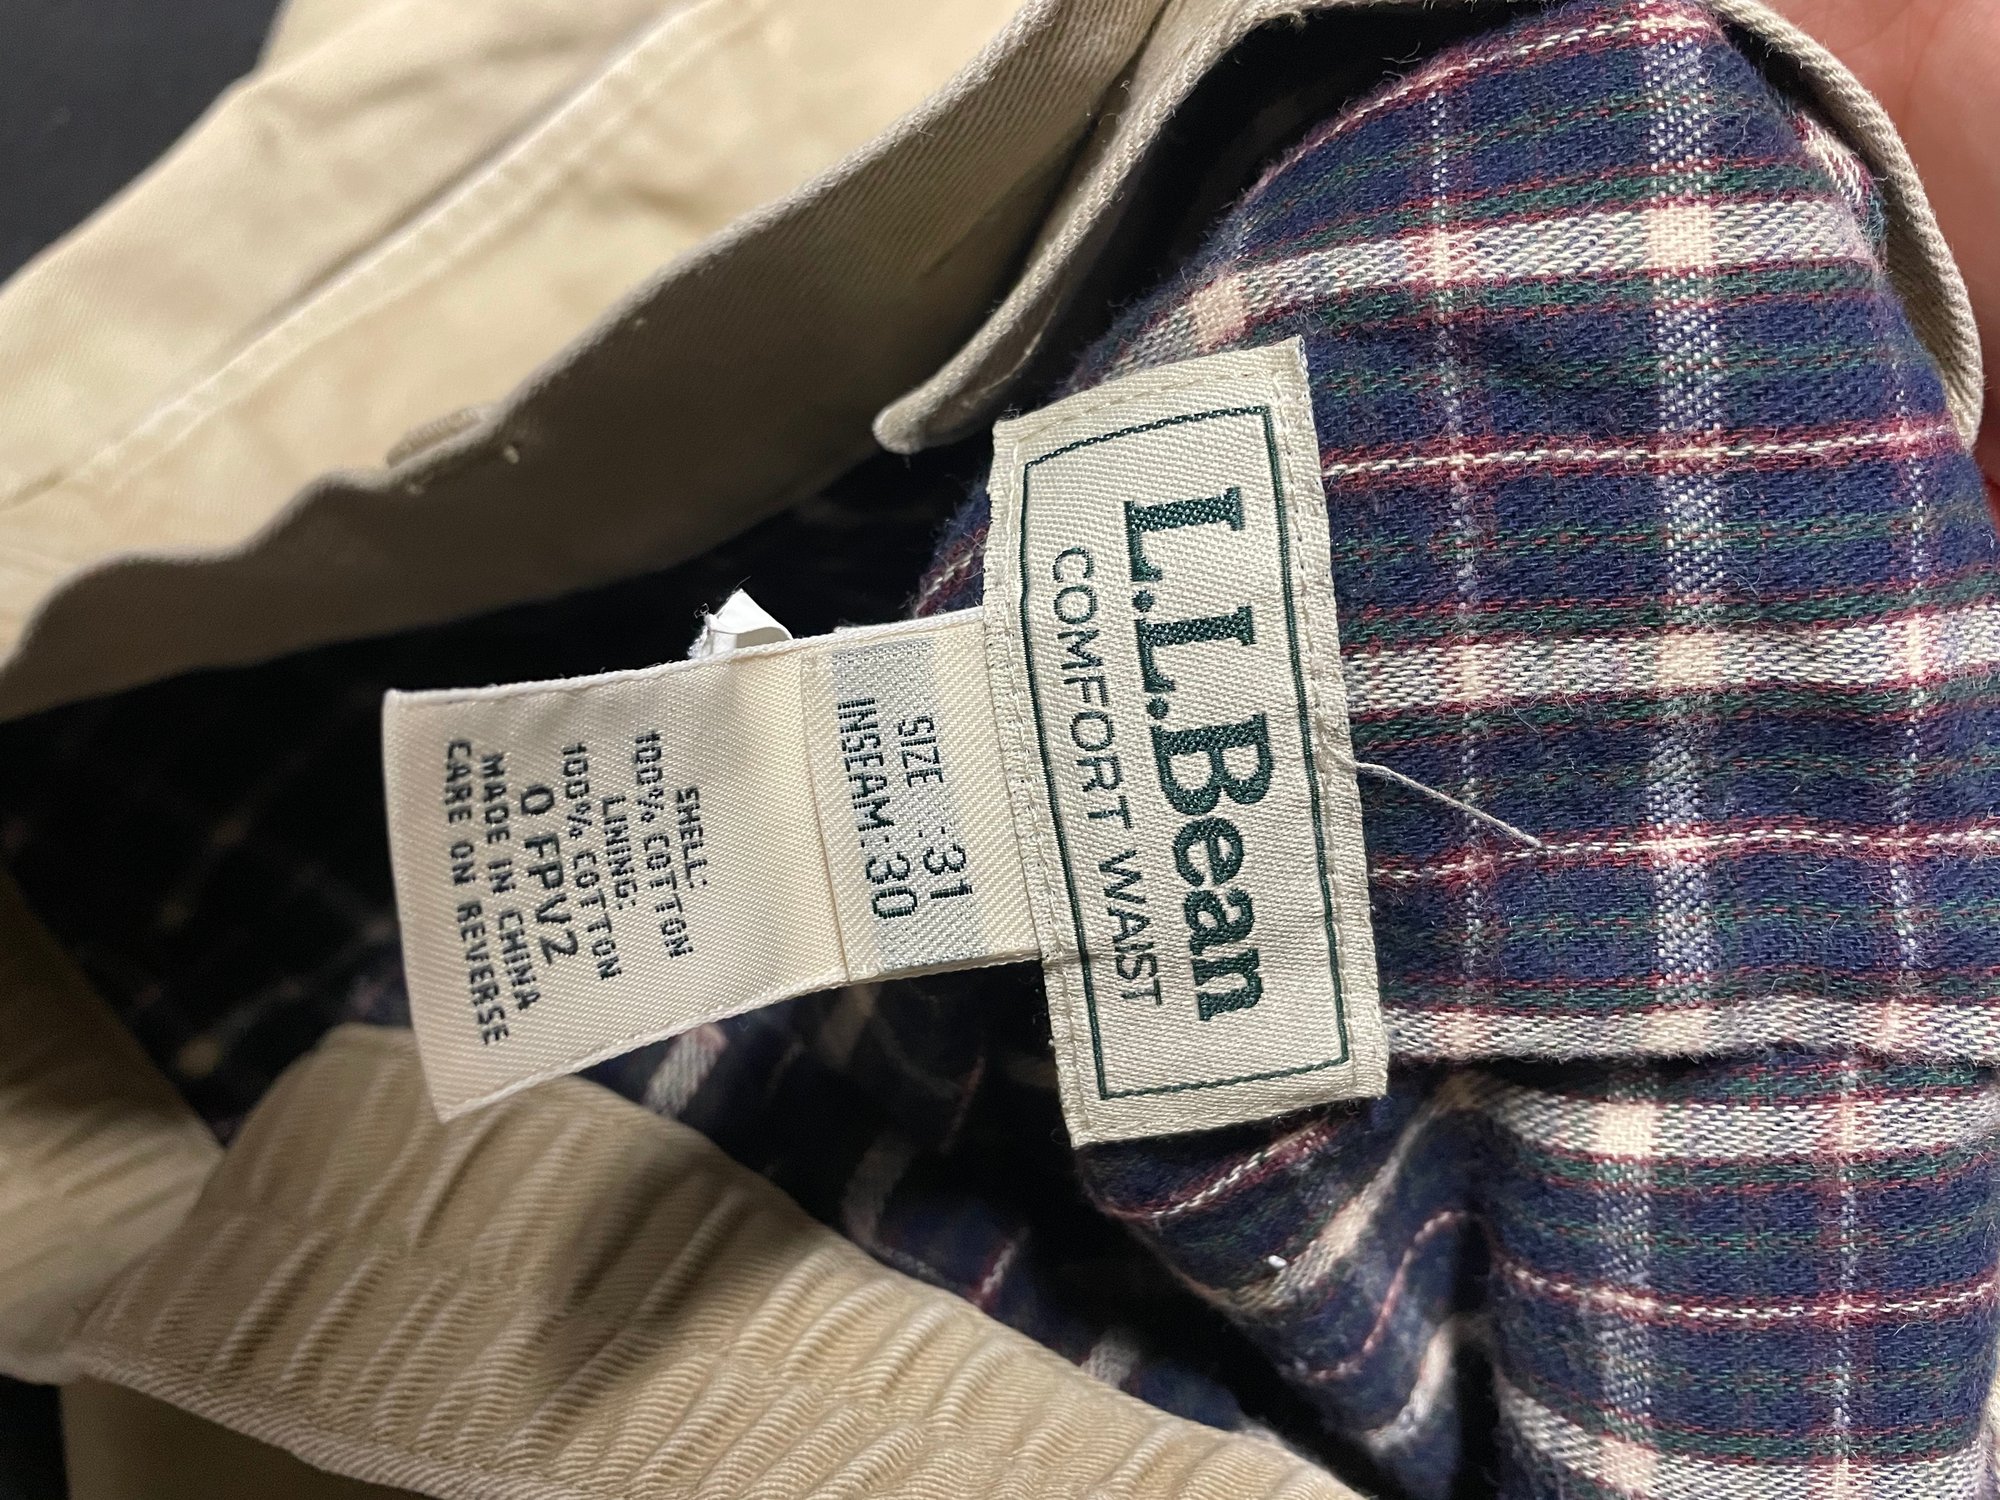 L.L.Bean
COMFORT WAIST
SIZE:31
INSEAM:30
SHELL:
100% COTTON
LINING:
100% COTTON
0 FPV2
MADE IN CHINA
CARE ON REVERSE